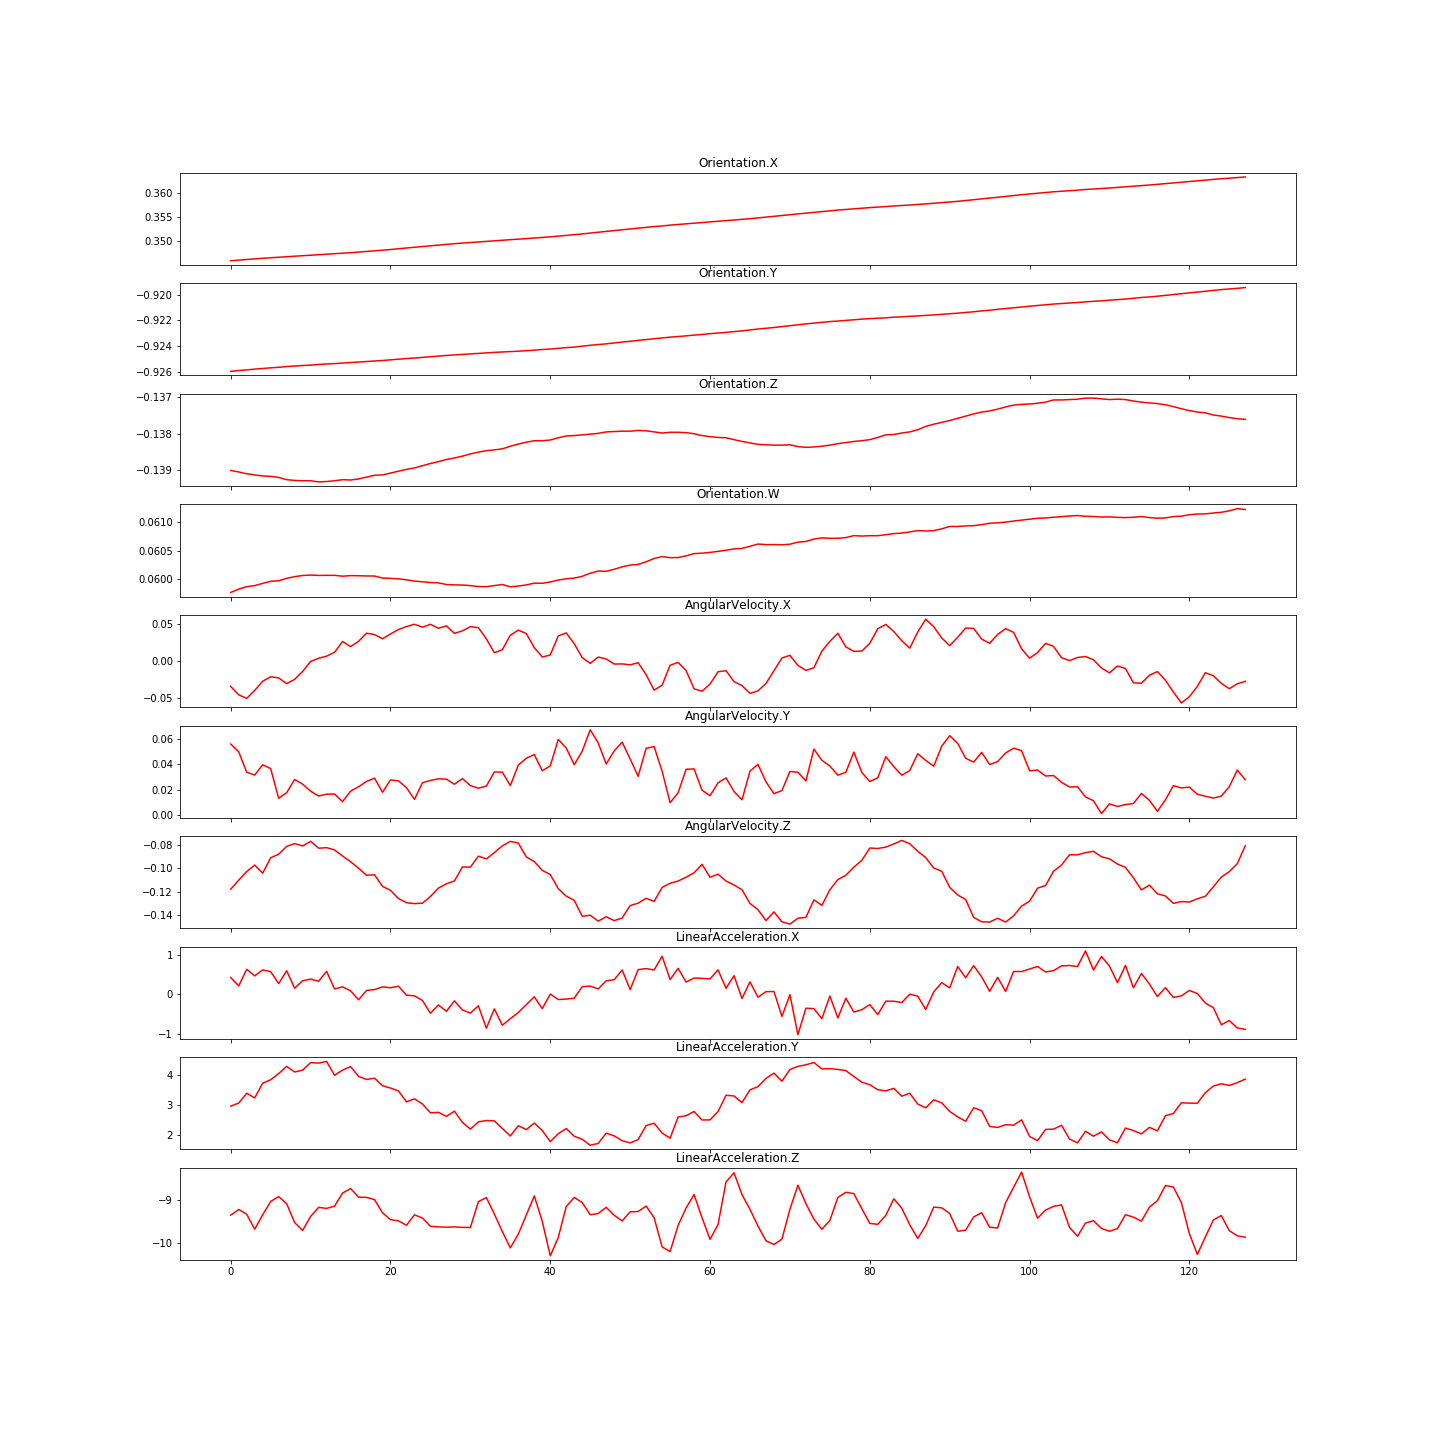 Orientation.X
0.360
0.355
0.350
Orientation.Y
−0.920
−0.922
−0.924
−0.926
Orientation.Z
−0.137
−0.138
−0.139
Orientation.W
0.0610
0.0605
0.0600
AngularVelocity.X
0.05
0.00
−0.05
AngularVelocity.Y
0.06
0.04
0.02
0.00
AngularVelocity.Z
−0.08
−0.10
−0.12
−0.14
LinearAcceleration.X
1
0
−1
LinearAcceleration.Y
4
3
2
LinearAcceleration.Z
−9
−10
0 20 40 60 80 100 120